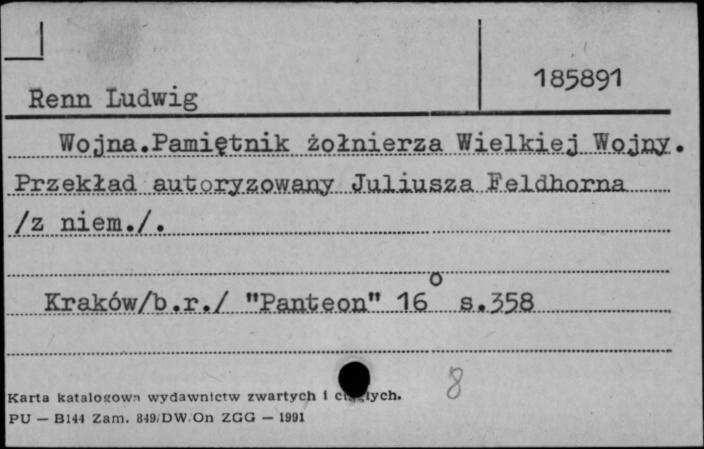 185891
Renn Ludwig
Wojna.Pamiętnik żołnierza Wielkiej Wojny.
Przekład autoryzowany Juliusza Feldhorna
/z niem./.
Kraków/b.r./ "Panteon" 16° s.358
8
Karta katalogowa wydawnictw zwartych i ciągłych.
PU — B144 Zam. 849/DW.On ZGG — 1991